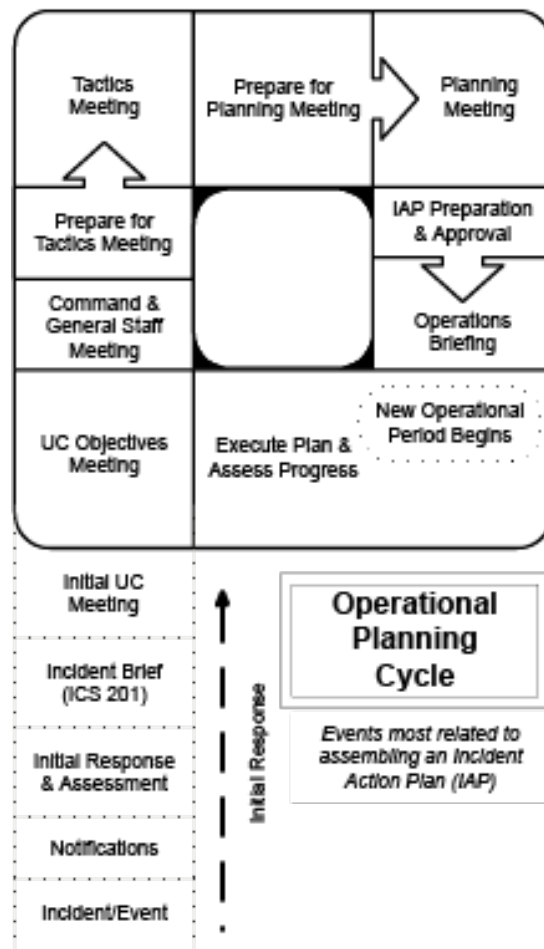 Tactics
Meeting
Prepare for
Planning Meeting
Planning
Meeting
Prepare for
Tactics Meeting
IAP Preparation
& Approval
Command &
General Staff
Meeting
Operations
Briefing
UC Objectives
Meeting
Execute Plan &
Assess Progress
New Operational
Period Begins
Initial UC
Meeting
Incident Brief
(ICS 201)
Initial Response
& Assessment
Notifications
Incident/Event
Initial Response
Operational
Planning
Cycle
Events most related to
assembling an Incident
Action Plan (IAP)